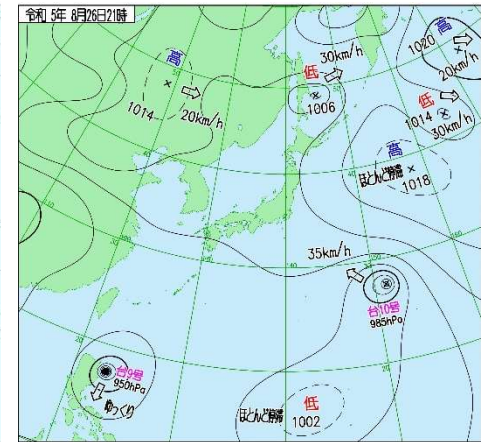 令和 5年 8月26日21時
高
1014
20km/h
30km/h
低
1006
高
1020
20km/h
低
1014
30km/h
高
ほとんど停滞
1018
35km/h
台10号
985hPa
台9号
950hPa
ゆっくり
低
ほとんど停滞
1002